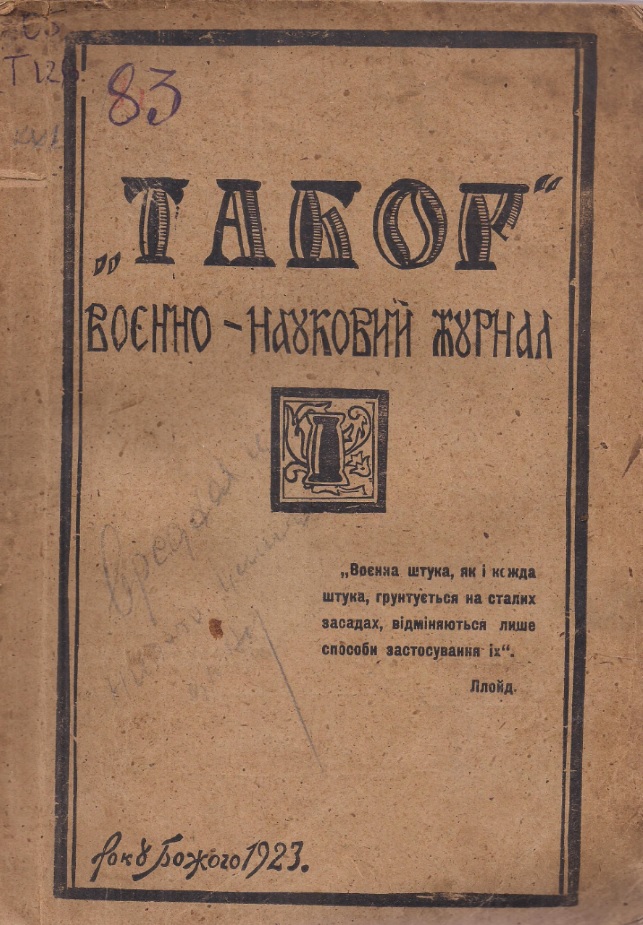 83
„ТАБОР“
ВОЄННО – НАУКОВИЙ ЖУРНАЛ
І
„Воєнна штука, як і кожда
штука, грунтується на сталих
засадах, відміняються лише
способи застосування їх“.
Ллойд.
року Божого 1923.